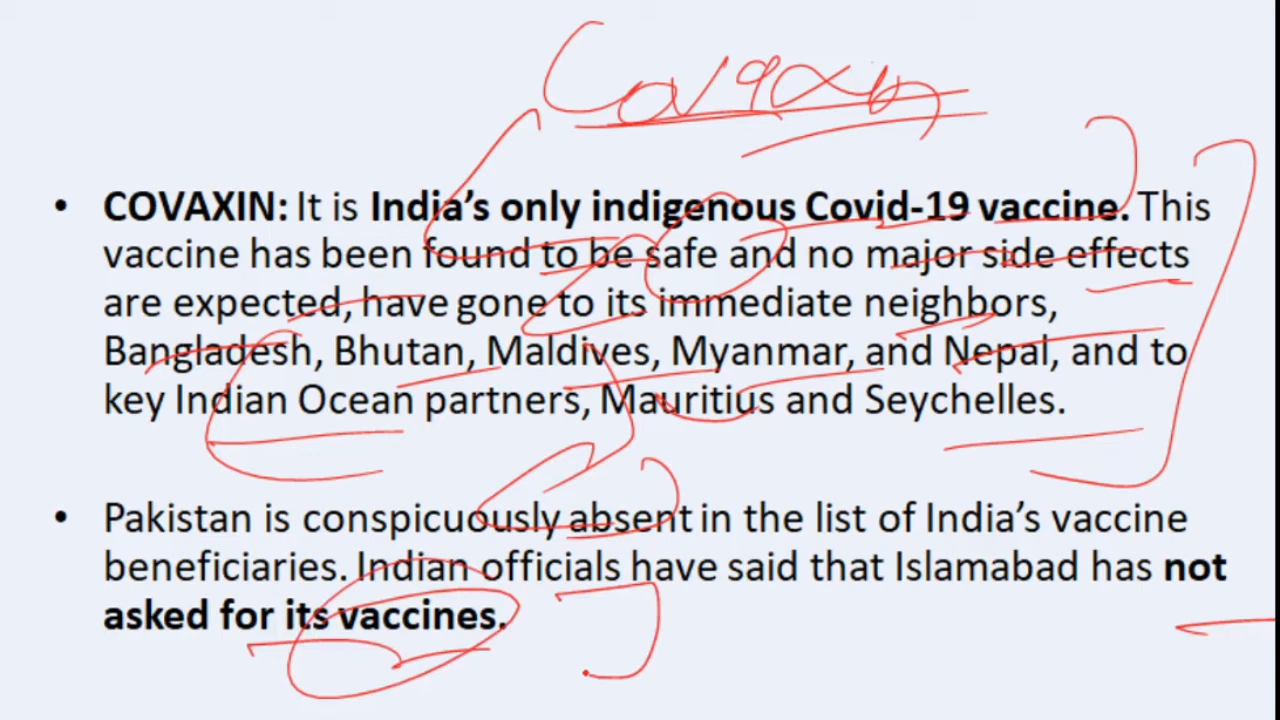 Covaxin
• COVAXIN: It is India's only indigenous Covid-19 vaccine. This
vaccine has been found to be safe and no major side effects
are expected, have gone to its immediate neighbors,
Bangladesh, Bhutan, Maldives, Myanmar, and Nepal, and to
key Indian Ocean partners, Mauritius and Seychelles.
• Pakistan is conspicuously absent in the list of India's vaccine
beneficiaries. Indian officials have said that Islamabad has not
asked for its vaccines.